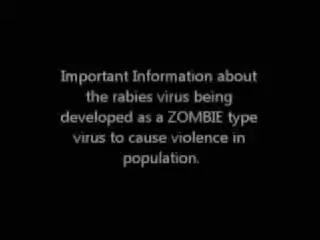 Important Information about
the rabies virus being
developed as a ZOMBIE type
virus to cause violence in
population.